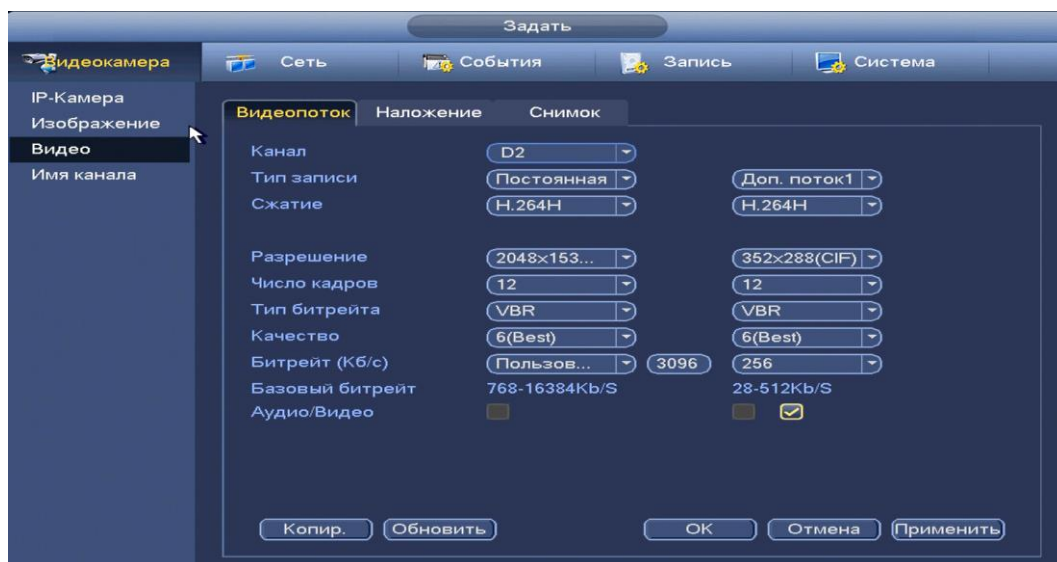 Задать
Видеокамера Сеть События Запись Система
IP-Камера
Изображение
Видео
Имя канала
Видеопоток Наложение Снимок
Канал D2
Тип записи Постоянная Доп. поток1
Сжатие H.264H H.264H
Разрешение 2048x153... 352x288(CIF)
Число кадров 12 12
Тип битрейта VBR VBR
Качество 6(Best) 6(Best)
Битрейт (Кб/с) Пользов... 3096 256
Базовый битрейт 768-16384Kb/S 28-512Kb/S
Аудио/Видео
Копир. Обновить ОК Отмена Применить